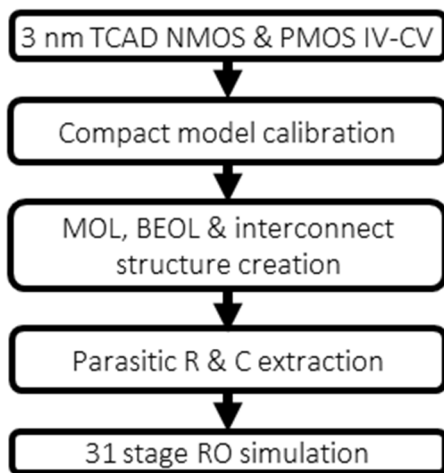 3 nm TCAD NMOS & PMOS IV-CV
Compact model calibration
MOL, BEOL & interconnect
structure creation
Parasitic R & C extraction
31 stage RO simulation